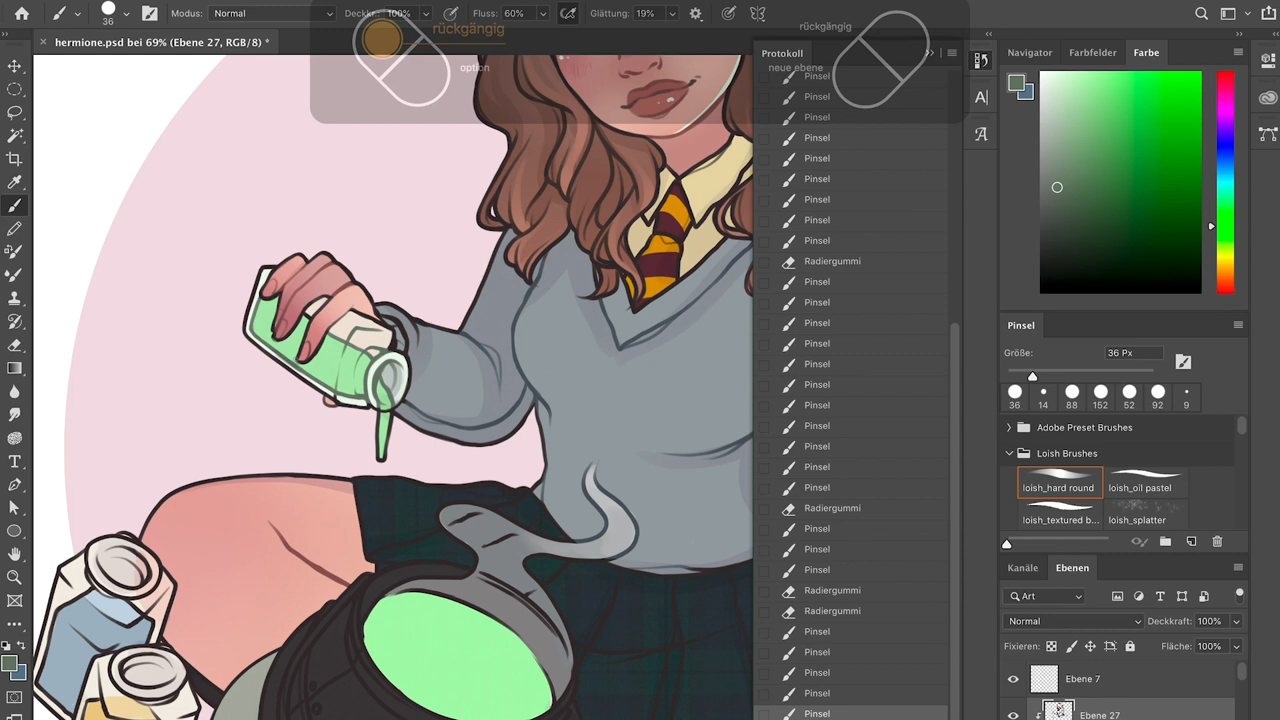 36
Modus: Normal
Deckkr.: 100%
Fluss: 60%
Glättung: 19%
rückgängig
option
rückgängig
neue ebene
hermione.psd bei 69% (Ebene 27, RGB/8) *
Protokoll
Pinsel
Pinsel
Pinsel
Pinsel
Pinsel
Pinsel
Pinsel
Pinsel
Pinsel
Radiergummi
Pinsel
Pinsel
Pinsel
Pinsel
Pinsel
Pinsel
Pinsel
Pinsel
Pinsel
Pinsel
Pinsel
Radiergummi
Pinsel
Pinsel
Pinsel
Radiergummi
Radiergummi
Pinsel
Pinsel
Pinsel
Pinsel
Pinsel
Navigator
Farbfelder
Farbe
Pinsel
Größe:
36 Px
36 14 88 152 52 92 9
Adobe Preset Brushes
Loish Brushes
loish_hard round
loish_oil pastel
loish_textured b...
loish_splatter
Kanäle
Ebenen
Art
Normal
Deckkraft: 100%
Fixieren:
Fläche: 100%
Ebene 7
Ebene 27